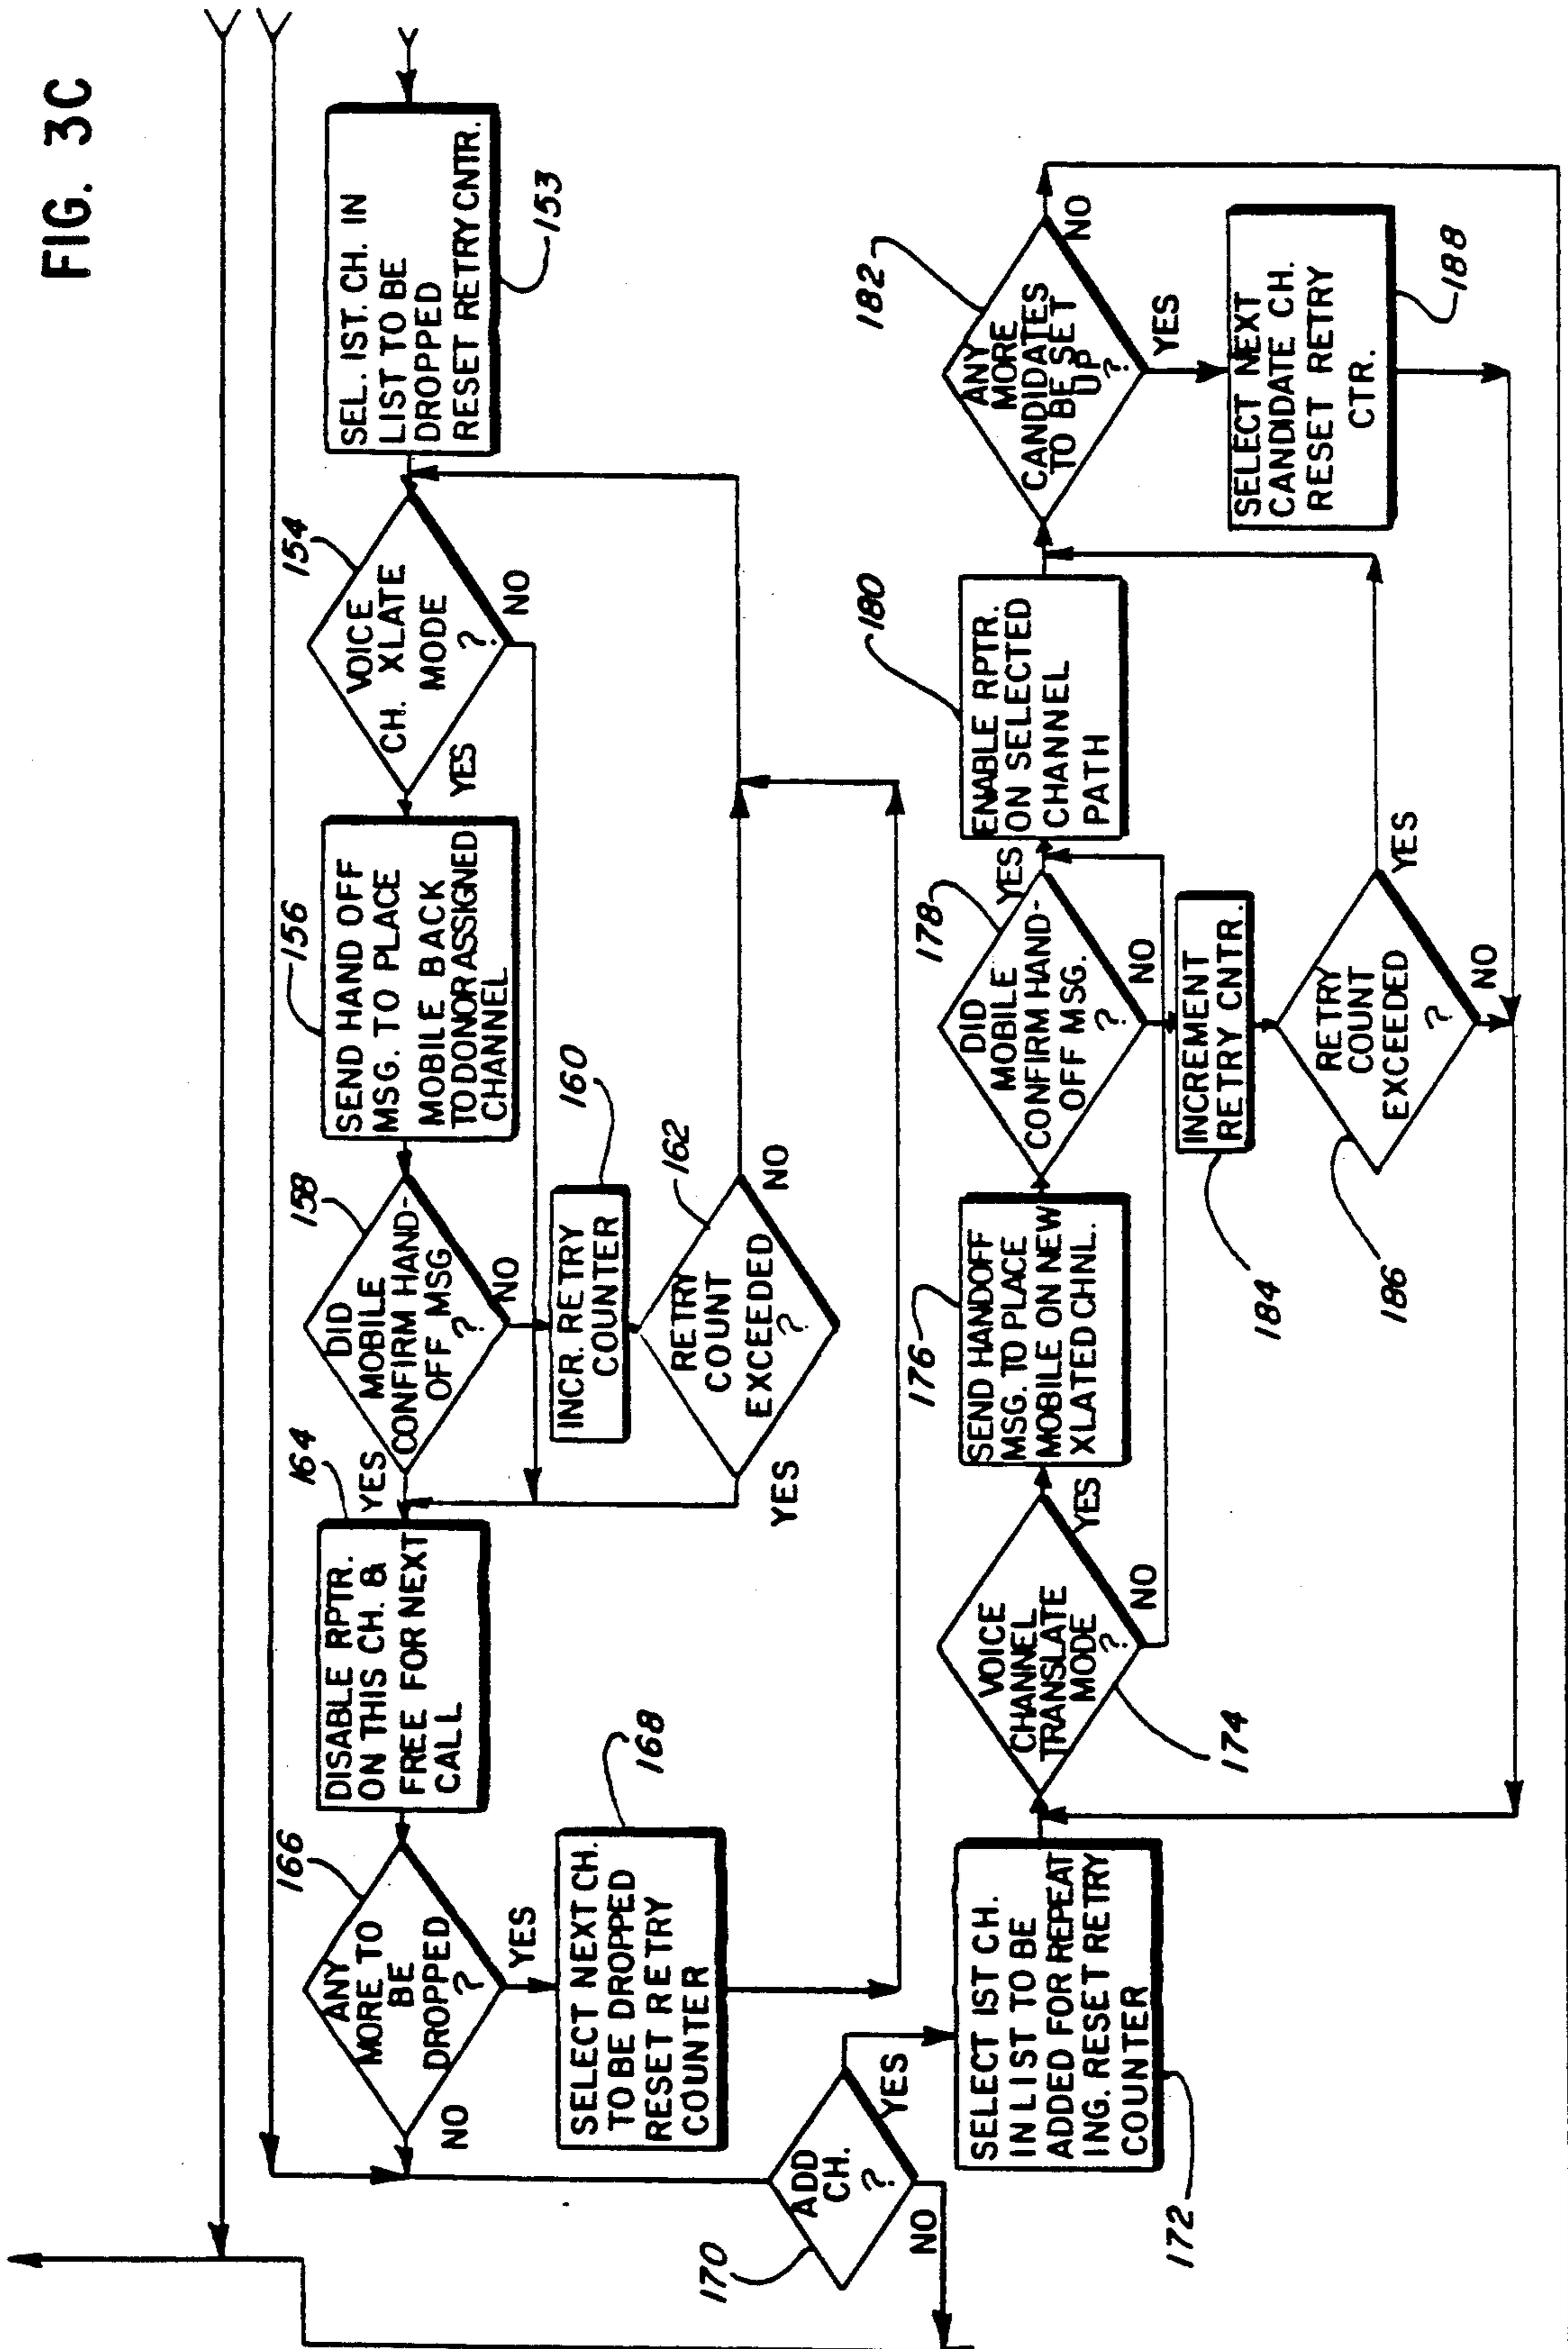 FIG. 3C
SEL. IST. CH. IN
LIST TO BE
DROPPED
RESET RETRY CNTR.
153
154
VOICE
CH. XLATE
MODE
?
NO
YES
156
SEND HAND OFF
MSG. TO PLACE
MOBILE BACK
TO DONOR ASSIGNED
CHANNEL
158
DID
MOBILE
CONFIRM HAND-
OFF MSG
?
NO
YES
160
INCR. RETRY
COUNTER
162
RETRY
COUNT
EXCEEDED
?
NO
YES
164
DISABLE RPTR.
ON THIS CH. &
FREE FOR NEXT
CALL
166
ANY
MORE TO
BE
DROPPED
?
YES
NO
168
SELECT NEXT CH.
TO BE DROPPED
RESET RETRY
COUNTER
170
ADD
CH.
?
YES
NO
172
SELECT IST CH.
IN LIST TO BE
ADDED FOR REPEAT
ING. RESET RETRY
COUNTER
174
VOICE
CHANNEL
TRANSLATE
MODE
?
YES
NO
176
SEND HANDOFF
MSG. TO PLACE
MOBILE ON NEW
XLATED CHNL.
178
DID
MOBILE
CONFIRM HAND-
OFF MSG.
?
YES
NO
180
ENABLE RPTR.
ON SELECTED
CHANNEL
PATH
182
ANY
MORE
CANDIDATES
TO BE SET
UP
?
NO
YES
184
INCREMENT
RETRY CNTR.
186
RETRY
COUNT
EXCEEDED
?
YES
NO
188
SELECT NEXT
CANDIDATE CH.
RESET RETRY
CTR.